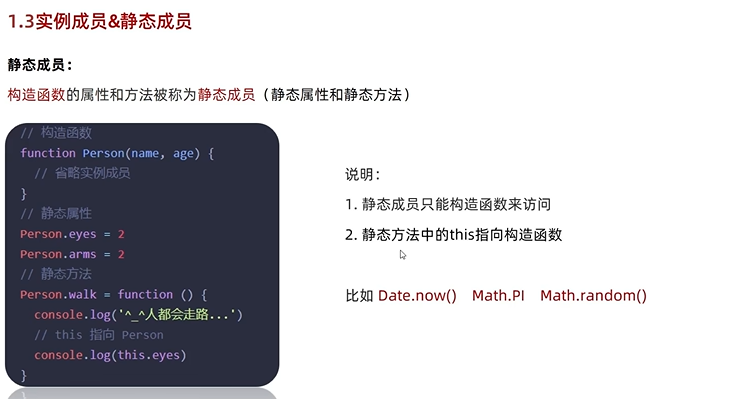 1.3实例成员&静态成员
静态成员：
构造函数的属性和方法被称为静态成员（静态属性和静态方法）
// 构造函数
function Person(name, age) {
// 省略实例成员
}
// 静态属性
Person.eyes = 2
Person.arms = 2
// 静态方法
Person.walk = function () {
console.log('^_^人都会走路...')
// this 指向 Person
console.log(this.eyes)
}
说明：
1. 静态成员只能构造函数来访问
2. 静态方法中的this指向构造函数
比如 Date.now() Math.PI Math.random()